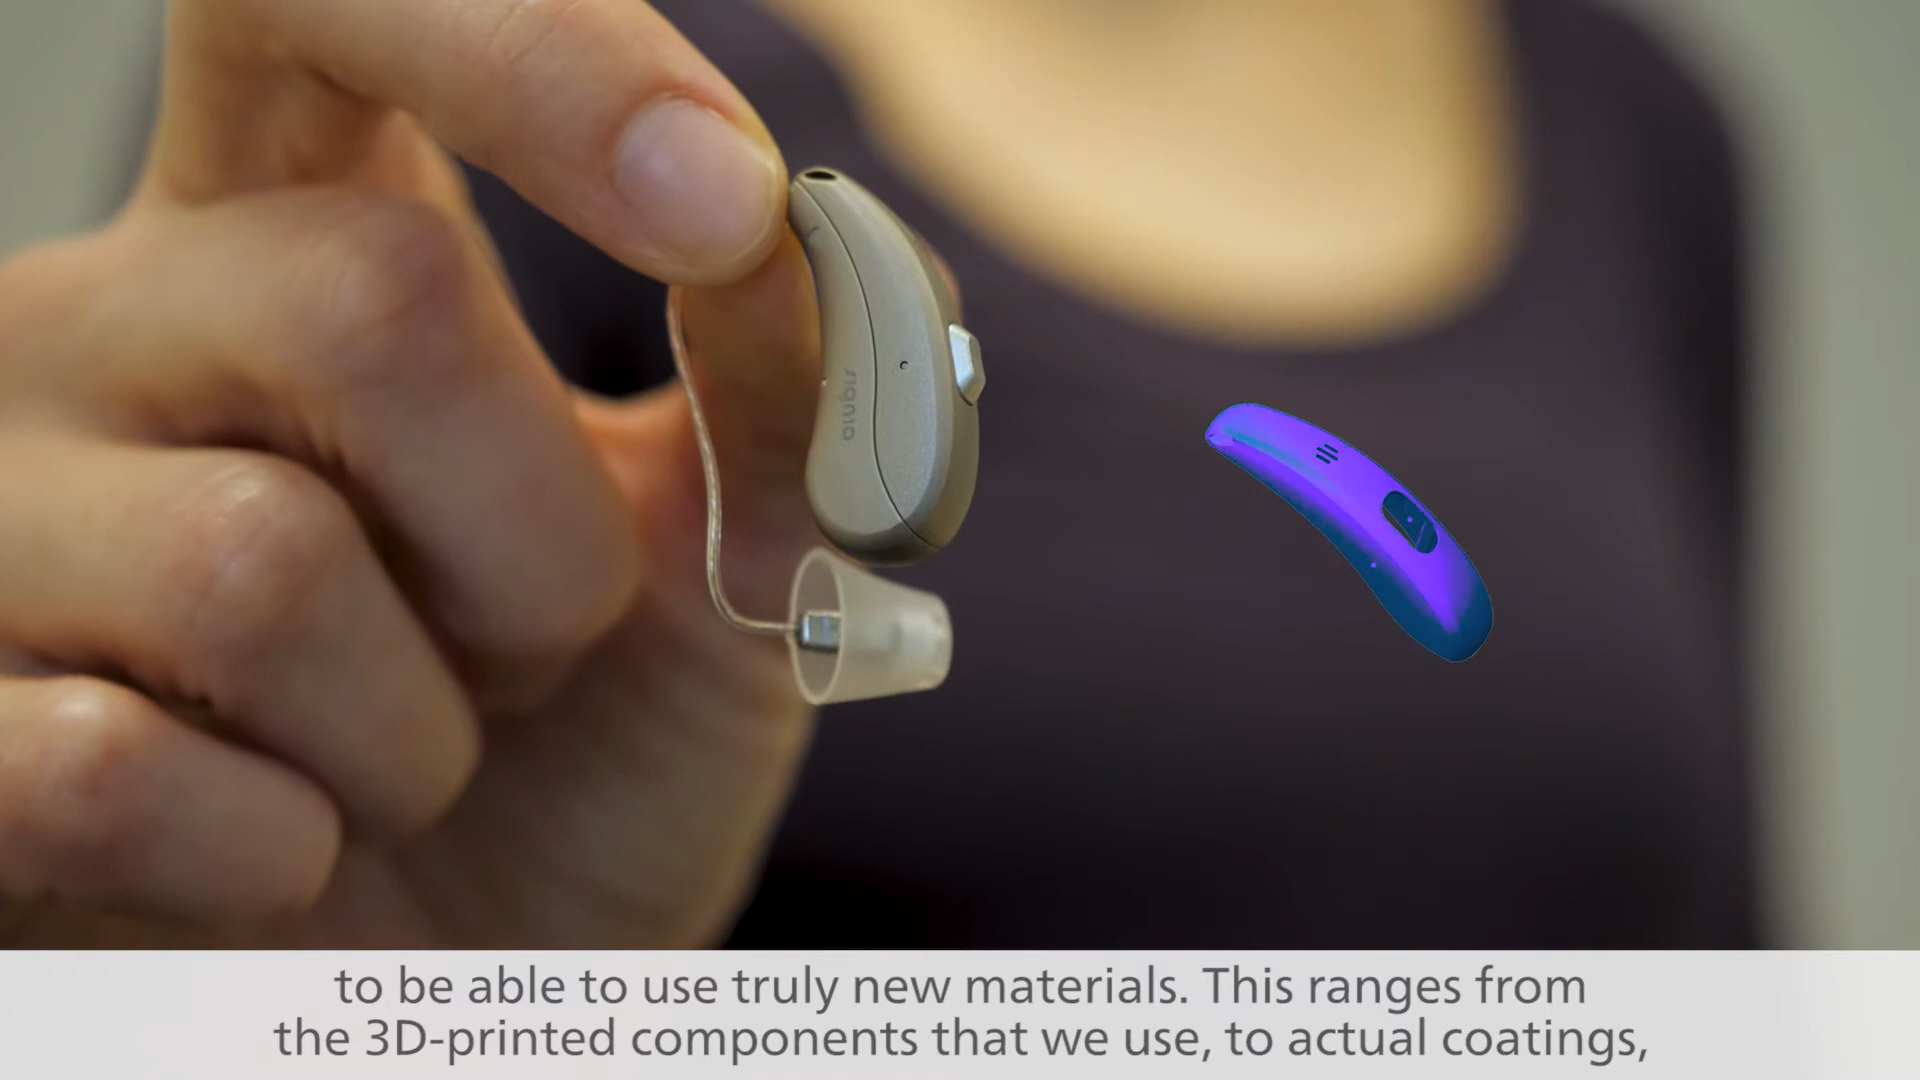 signia
to be able to use truly new materials. This ranges from
the 3D-printed components that we use, to actual coatings,